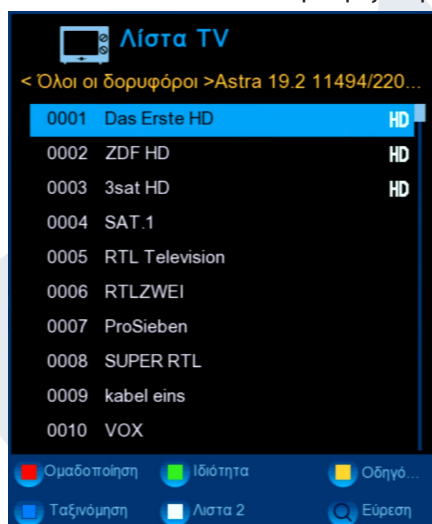 Λίστα TV
< Όλοι οι δορυφόροι >Astra 19.2 11494/220...
0001 Das Erste HD HD
0002 ZDF HD HD
0003 3sat HD HD
0004 SAT.1
0005 RTL Television
0006 RTLZWEI
0007 ProSieben
0008 SUPER RTL
0009 kabel eins
0010 VOX
Ομαδοποίηση Ιδιότητα Οδηγό...
Ταξινόμηση Λιστα 2 Εύρεση